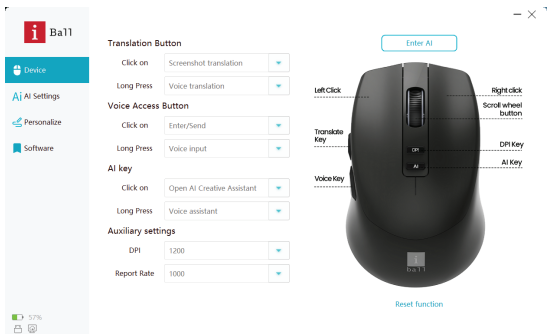 i Ball
Device
AI Settings
Personalize
Software
57%
Translation Button
Click on Screenshot translation
Long Press Voice translation
Voice Access Button
Click on Enter/Send
Long Press Voice input
AI key
Click on Open AI Creative Assistant
Long Press Voice assistant
Auxiliary settings
DPI 1200
Report Rate 1000
Enter AI
Left Click
Right click
Scroll wheel
button
Translate
Key
DPI
DPI Key
AI
AI Key
Voice Key
i
ball
Reset function